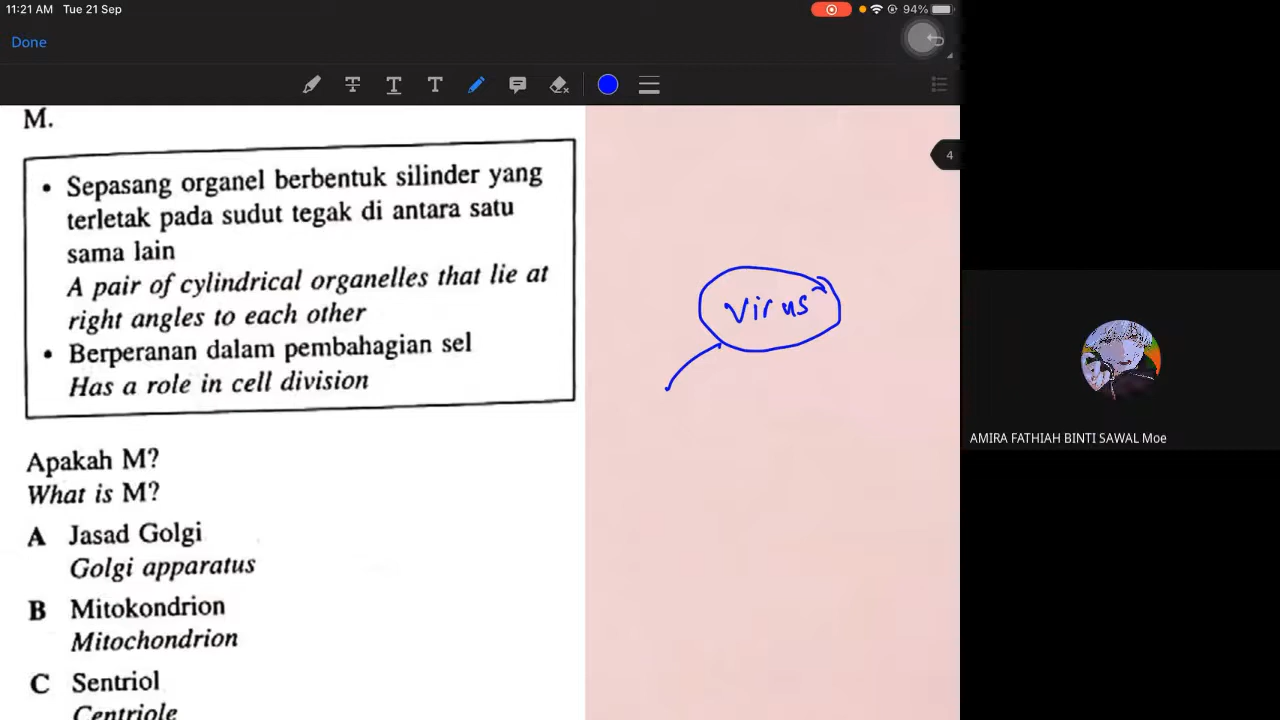 11:21 AM Tue 21 Sep
94%
Done
T T T
M.
• Sepasang organel berbentuk silinder yang
terletak pada sudut tegak di antara satu
sama lain
A pair of cylindrical organelles that lie at
right angles to each other
• Berperanan dalam pembahagian sel
Has a role in cell division
4
Virus
Apakah M?
What is M?
A Jasad Golgi
Golgi apparatus
B Mitokondrion
Mitochondrion
C Sentriol
Centriole
AMIRA FATHIAH BINTI SAWAL Moe